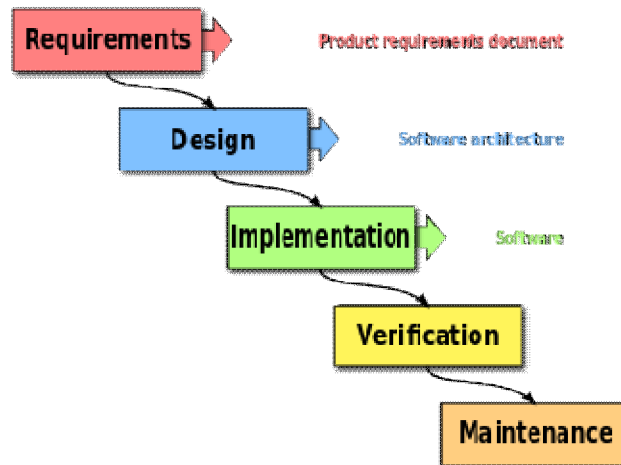 Requirements
Product requirements document
Design
Software architecture
Implementation
Software
Verification
Maintenance